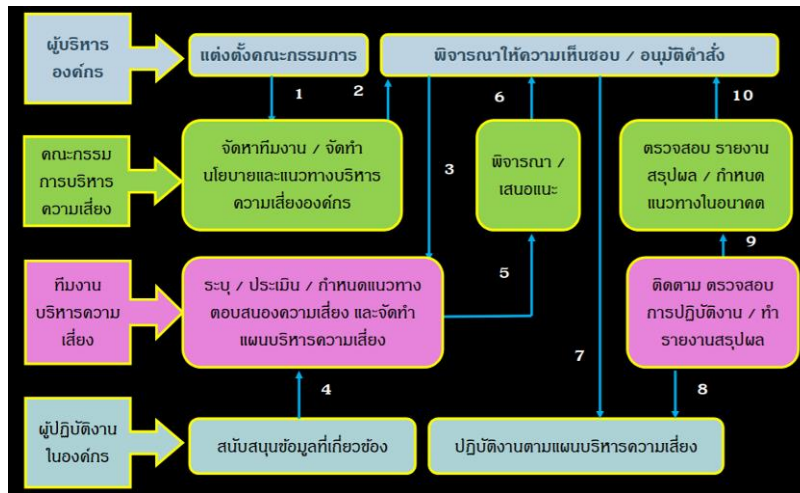 ผู้บริหาร
องค์กร
แต่งตั้งคณะกรรมการ
พิจารณาให้ความเห็นชอบ / อนุมัติคำสั่ง
1
2
6
10
คณะกรรม
การบริหาร
ความเสี่ยง
จัดหาทีมงาน / จัดทำ
นโยบายและแนวทางบริหาร
ความเสี่ยงองค์กร
3
พิจารณา /
เสนอแนะ
ตรวจสอบ รายงาน
สรุปผล / กำหนด
แนวทางในอนาคต
9
ทีมงาน
บริหารความ
เสี่ยง
ระบุ / ประเมิน / กำหนดแนวทาง
ตอบสนองความเสี่ยง และจัดทำ
แผนบริหารความเสี่ยง
5
ติดตาม ตรวจสอบ
การปฏิบัติงาน / ทำ
รายงานสรุปผล
7
4
8
ผู้ปฏิบัติงาน
ในองค์กร
สนับสนุนข้อมูลที่เกี่ยวข้อง
ปฏิบัติงานตามแผนบริหารความเสี่ยง